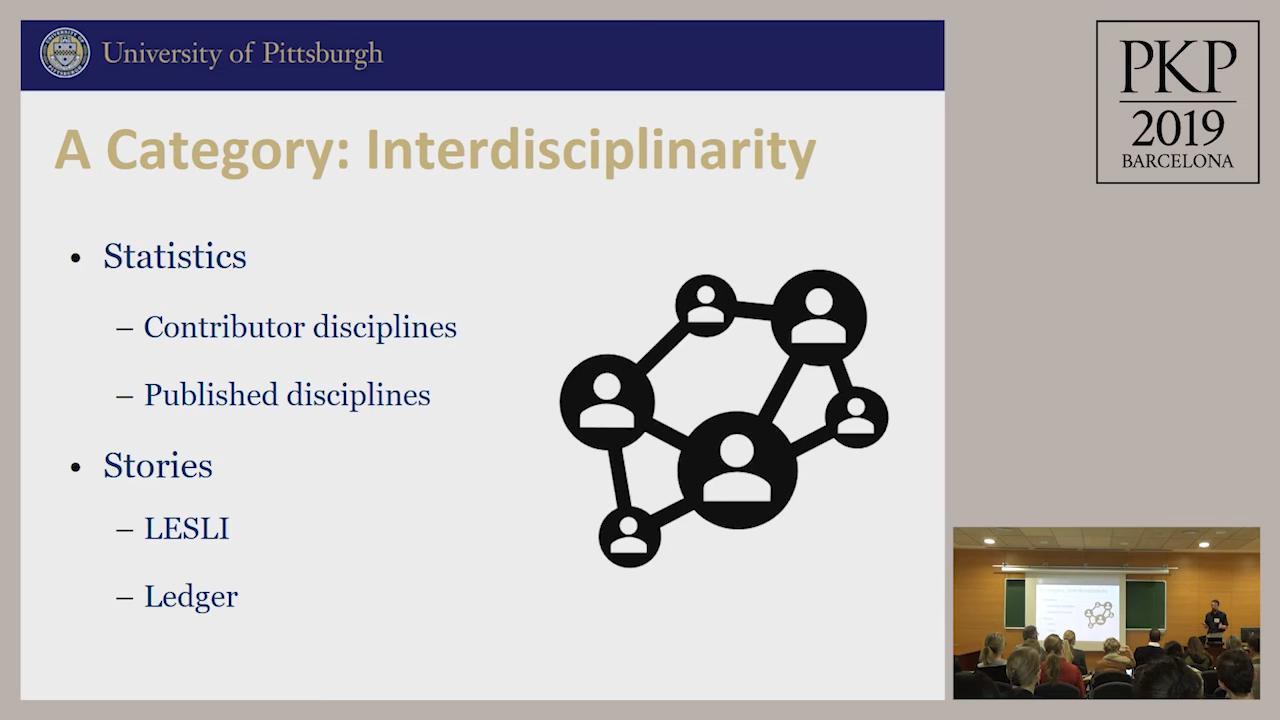 University of Pittsburgh
A Category: Interdisciplinarity
• Statistics
– Contributor disciplines
– Published disciplines
• Stories
– LESLI
– Ledger
PKP
2019
BARCELONA